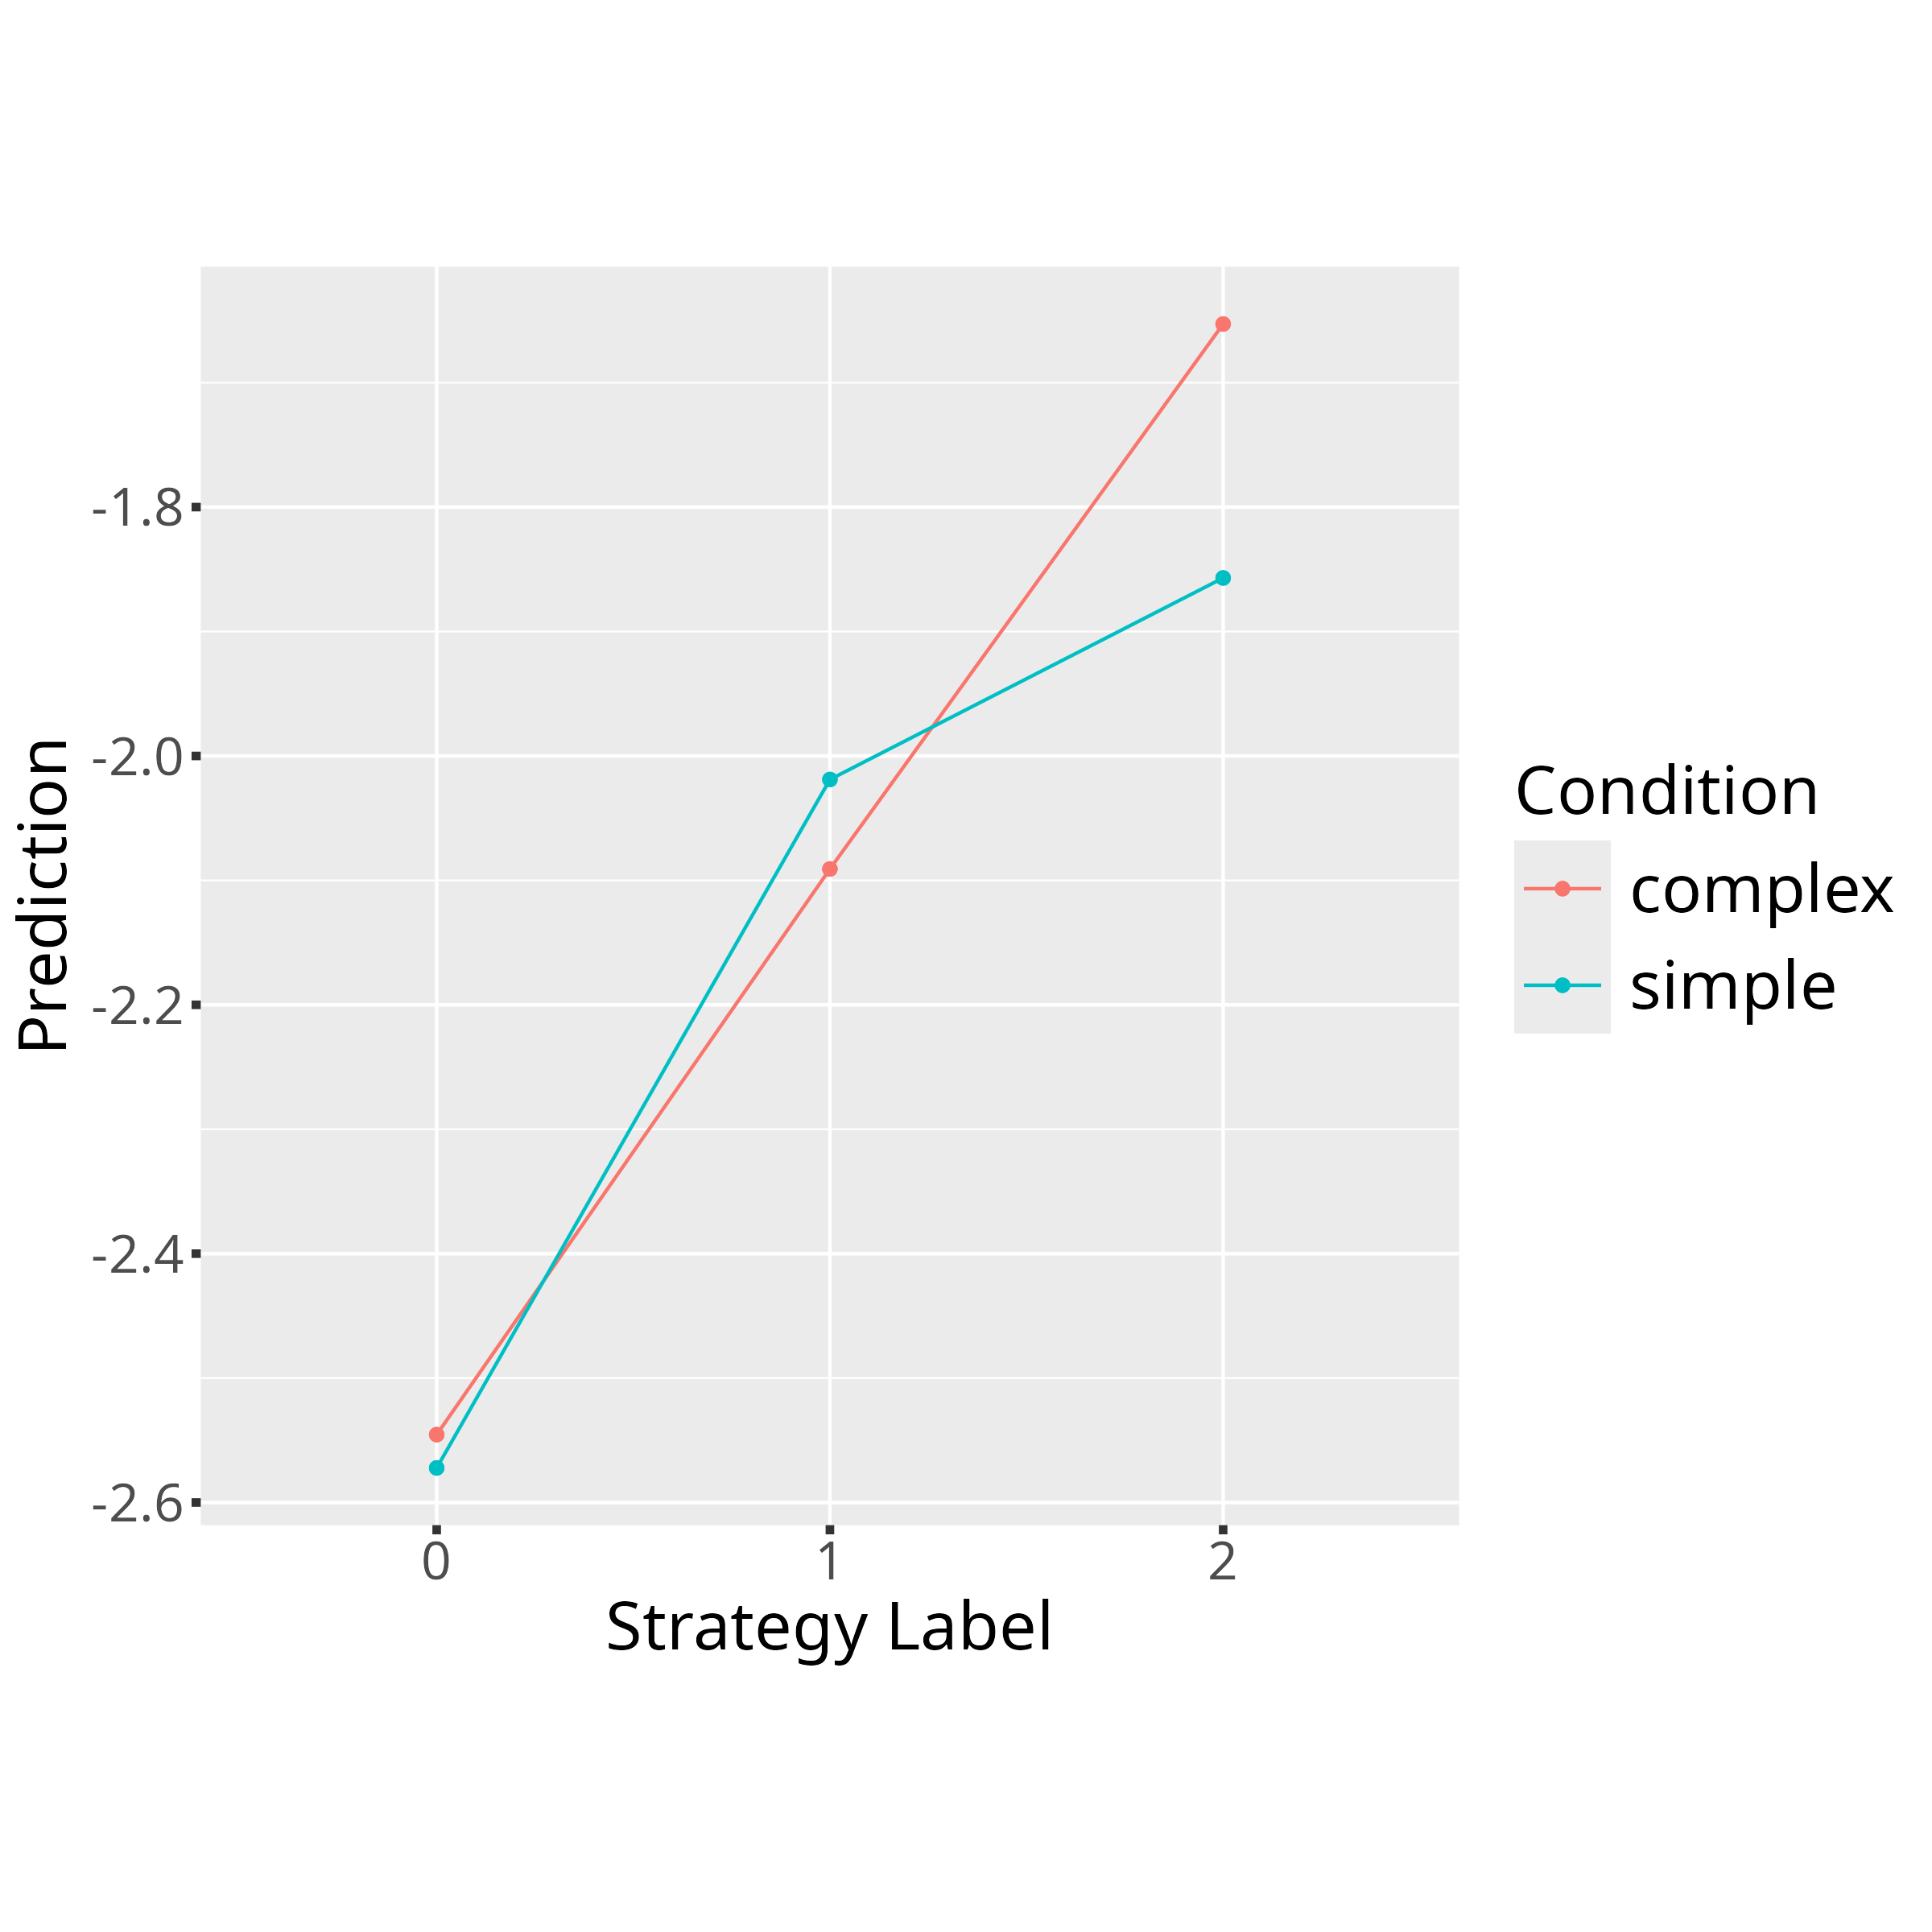 Prediction
-1.8
-2.0
-2.2
-2.4
-2.6
0 1 2
Strategy Label
Condition
complex
simple